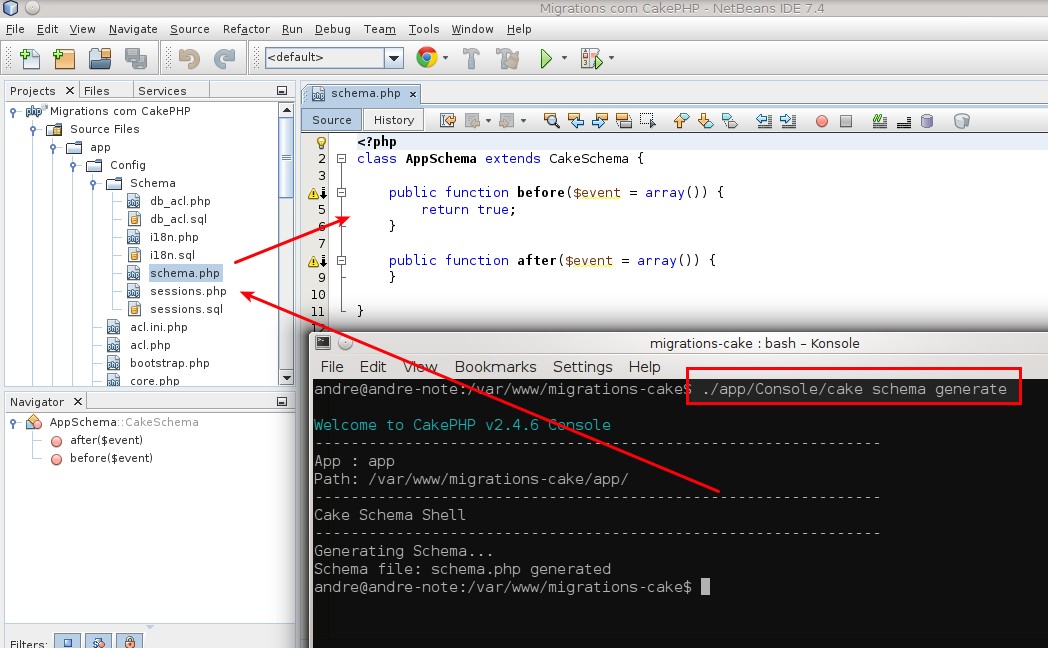 Migrations com CakePHP - NetBeans IDE 7.4
File Edit View Navigate Source Refactor Run Debug Team Tools Window Help
<default>
Projects Files Services
Migrations com CakePHP
Source Files
app
Config
Schema
db_acl.php
db_acl.sql
i18n.php
i18n.sql
schema.php
sessions.php
sessions.sql
acl.ini.php
acl.php
bootstrap.php
core.php
Navigator
AppSchema::CakeSchema
after($event)
before($event)
Filters:
schema.php
Source History
<?php
2 class AppSchema extends CakeSchema {
3
public function before($event = array()) {
5 return true;
6 }
7
public function after($event = array()) {
9 }
10
11 }
12
migrations-cake : bash – Konsole
File Edit View Bookmarks Settings Help
andre@andre-note:/var/www/migrations-cake$ ./app/Console/cake schema generate
Welcome to CakePHP v2.4.6 Console
---------------------------------------------------------------
App : app
Path: /var/www/migrations-cake/app/
---------------------------------------------------------------
Cake Schema Shell
---------------------------------------------------------------
Generating Schema...
Schema file: schema.php generated
andre@andre-note:/var/www/migrations-cake$